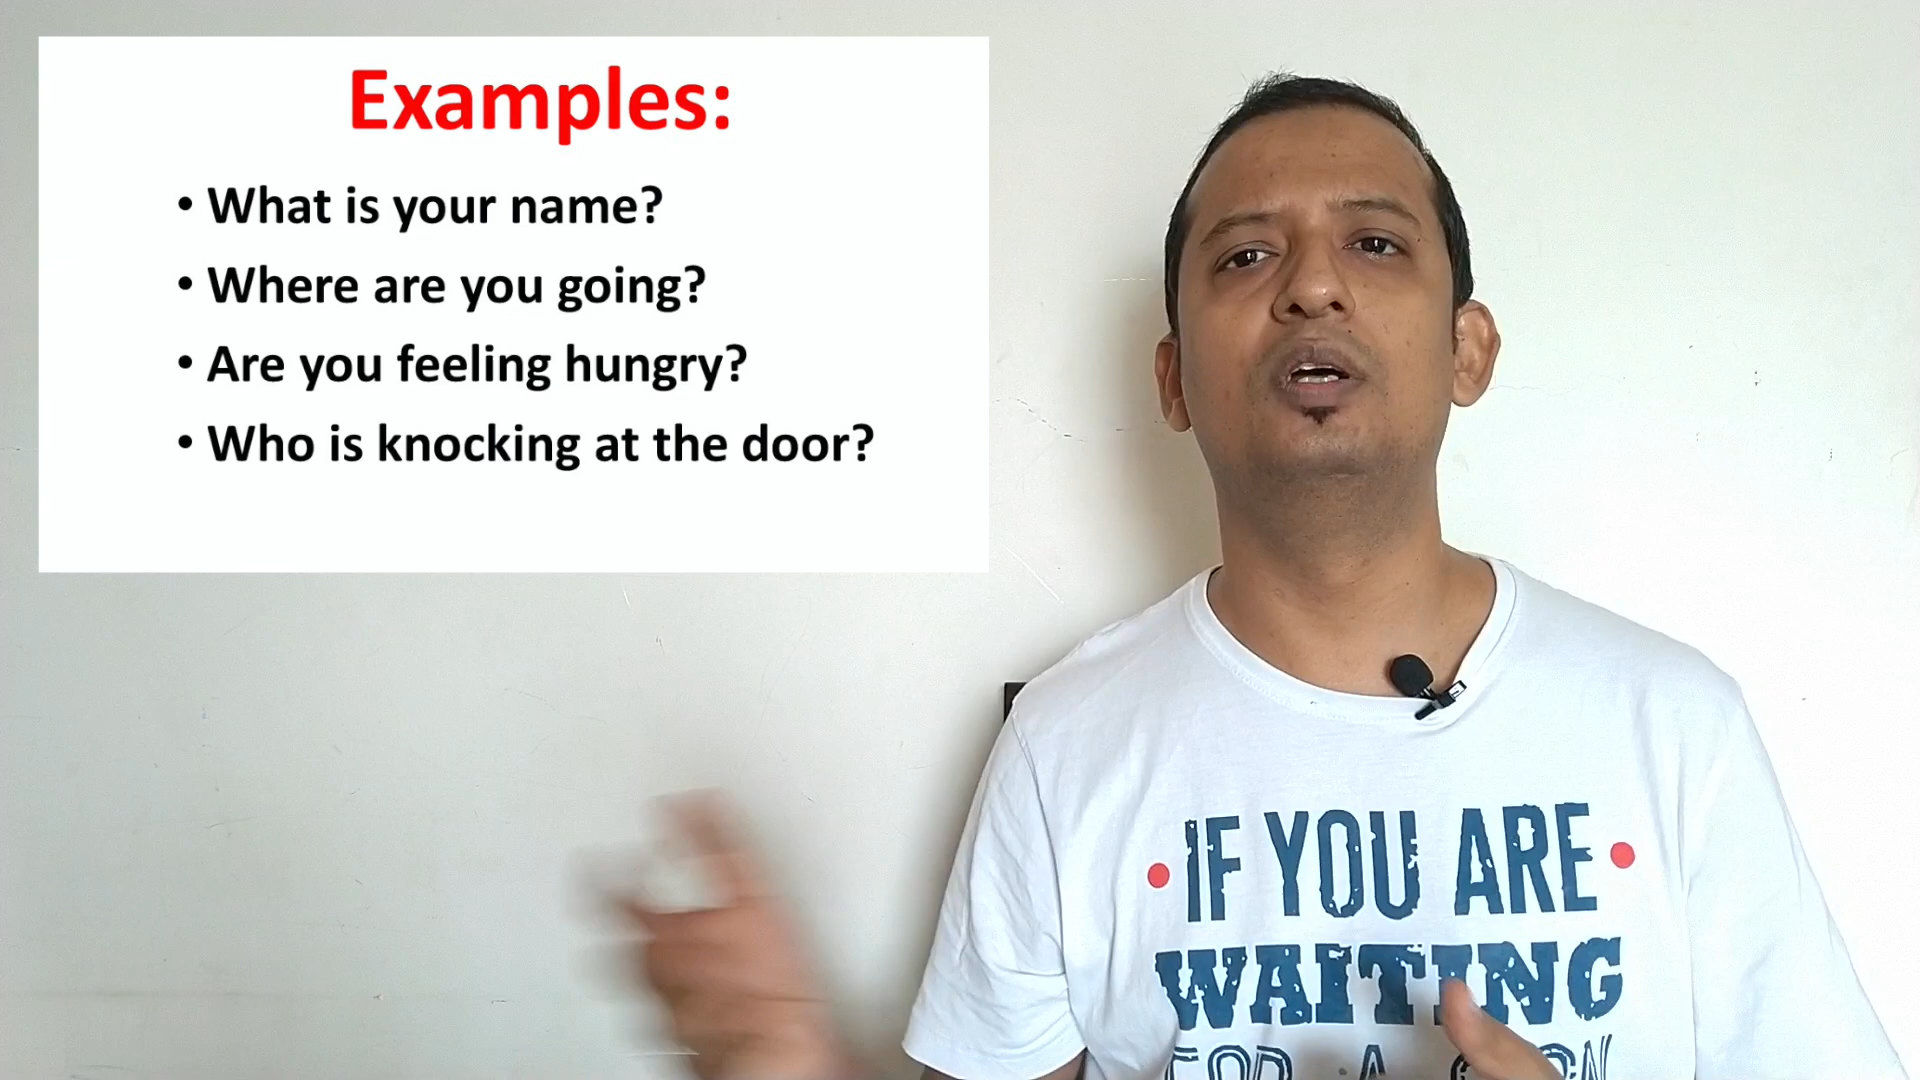 Examples:
• What is your name?
• Where are you going?
• Are you feeling hungry?
• Who is knocking at the door?
IF YOU ARE
WAITING
FOR A